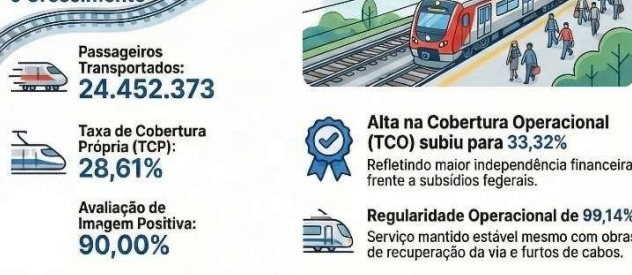 e Crescimento
Passageiros
Transportados:
24.452.373
Taxa de Cobertura
Própria (TCP):
28,61%
Avaliação de
Imagem Positiva:
90,00%
Alta na Cobertura Operacional
(TCO) subiu para 33,32%
Refletindo maior independência financeira
frente a subsídios federais.
Regularidade Operacional de 99,14%
Serviço mantido estável mesmo com obras
de recuperação da via e furtos de cabos.